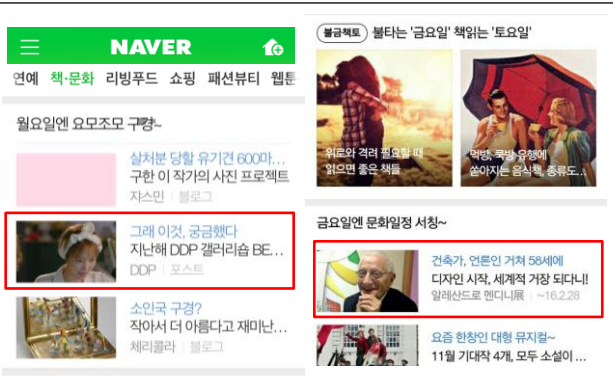 NAVER
연예 책·문화 리빙푸드 쇼핑 패션뷰티 웹툰
월요일엔 요모조모 구경~
살처분 당할 유기견 600마…
구한 이 작가의 사진 프로젝트
쟈스민 | 블로그
그래 이것, 궁금했다
지난해 DDP 갤러리숍 BE…
DDP | 포스트
소인국 구경?
작아서 더 아름다고 재미난…
체리콜라 | 블로그
불금책토 불타는 '금요일' 책읽는 '토요일'
위로와 격려 필요할 때
읽으면 좋은 책들
먹방, 쿡방 유행에
쏟아지는 음식책, 종류도…
금요일엔 문화일정 서칭~
건축가, 언론인 거쳐 58세에
디자인 시작, 세계적 거장 되다니!
알레산드로 멘디니展 | ~16.2.28
요즘 한창인 대형 뮤지컬~
11월 기대작 4개, 모두 소설이 …